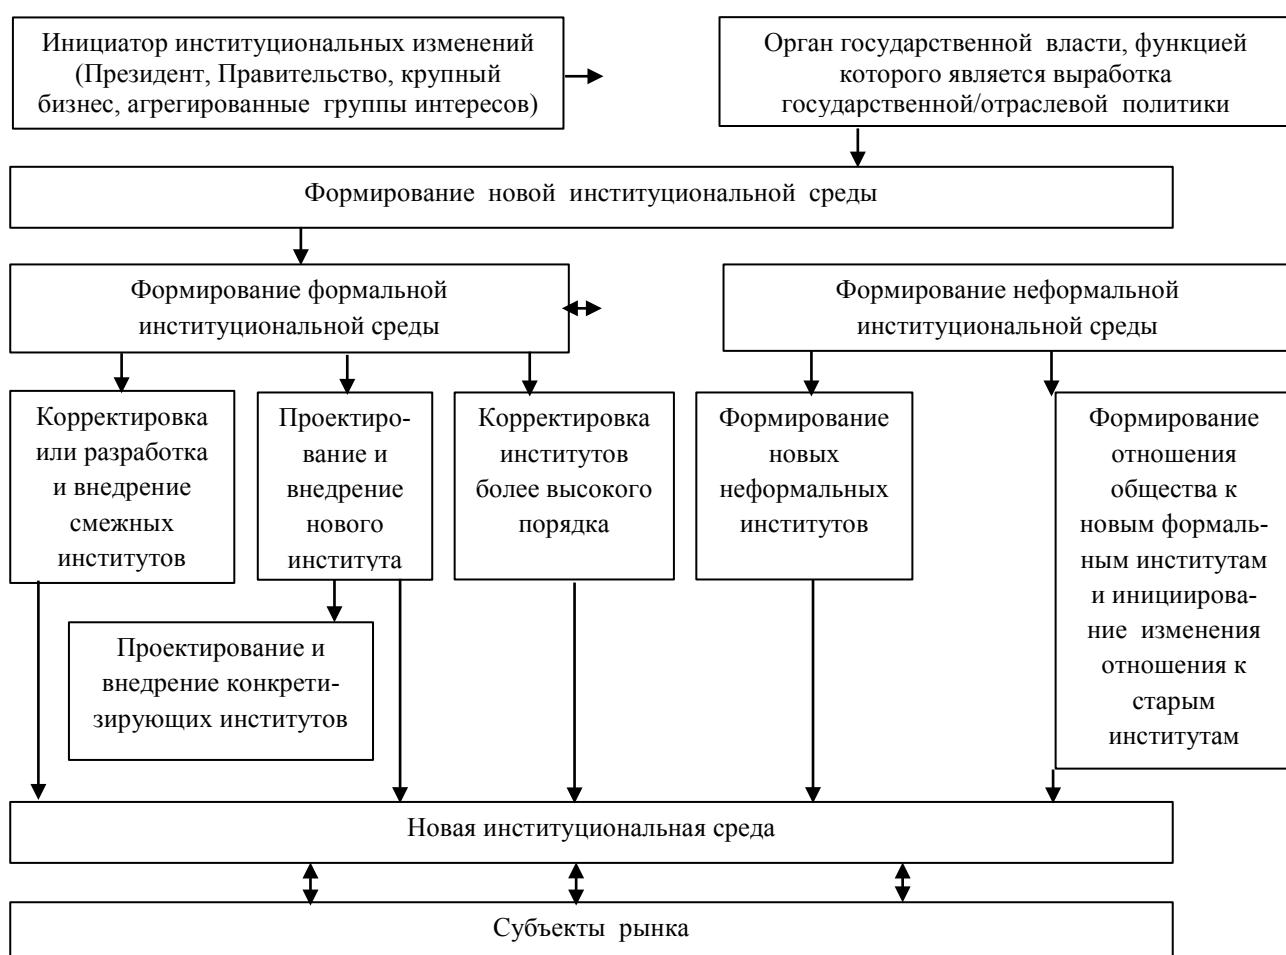 Инициатор институциональных изменений
(Президент, Правительство, крупный
бизнес, агрегированные группы интересов)
Орган государственной власти, функцией
которого является выработка
государственной/отраслевой политики
Формирование новой институциональной среды
Формирование формальной
институциональной среды
Формирование неформальной
институциональной среды
Корректировка
или разработка
и внедрение
смежных
институтов
Проектиро-
вание и
внедрение
нового
института
Корректировка
институтов
более высокого
порядка
Формирование
новых
неформальных
институтов
Формирование
отношения
общества к
новым формаль-
ным институтам
и инициирова-
ние изменения
отношения к
старым
институтам
Проектирование и
внедрение конкрети-
зирующих институтов
Новая институциональная среда
Субъекты рынка